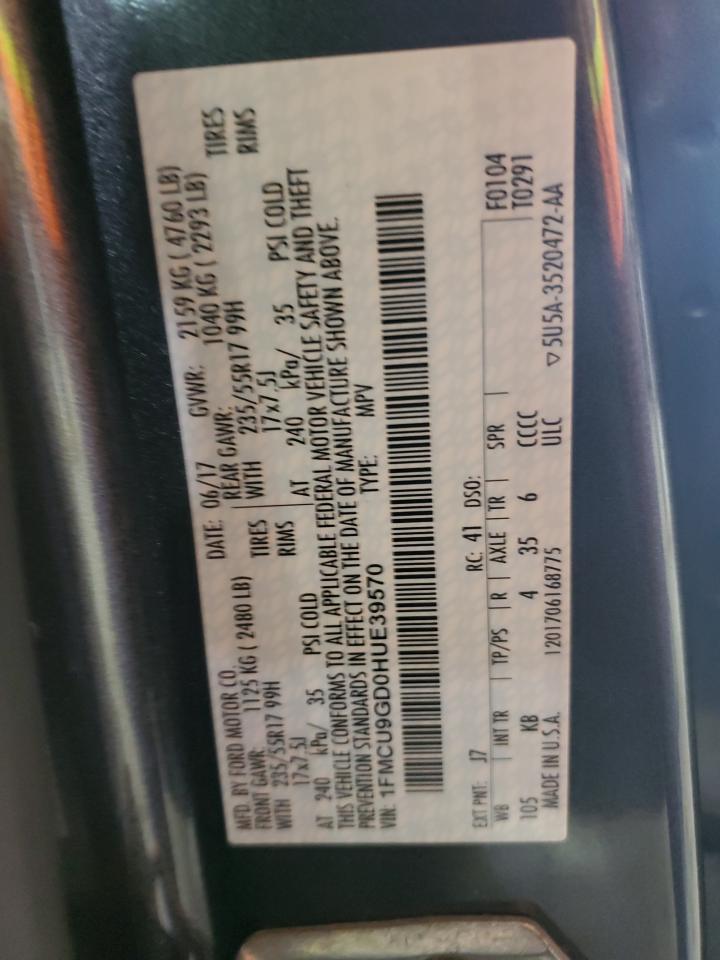 MFD. BY FORD MOTOR CO. DATE: 06/17 GVWR: 2159 KG ( 4760 LB)
FRONT GAWR: 1125 KG ( 2480 LB) REAR GAWR: 1040 KG ( 2293 LB)
WITH 235/55R17 99H TIRES WITH 235/55R17 99H TIRES
17x7.5J RIMS 17x7.5J RIMS
AT 240 kPa/ 35 PSI COLD AT 240 kPa/ 35 PSI COLD
THIS VEHICLE CONFORMS TO ALL APPLICABLE FEDERAL MOTOR VEHICLE SAFETY AND THEFT
PREVENTION STANDARDS IN EFFECT ON THE DATE OF MANUFACTURE SHOWN ABOVE.
VIN: 1FMCU9GD0HUE39570 TYPE: MPV
EXT PNT: J7 RC: 41 DSO: F0104
WB INT TR TP/PS R AXLE TR SPR T0291
105 KB 4 35 6 CCCC
MADE IN U.S.A. 1201706168775 ULC ▽5U5A-3520472-AA